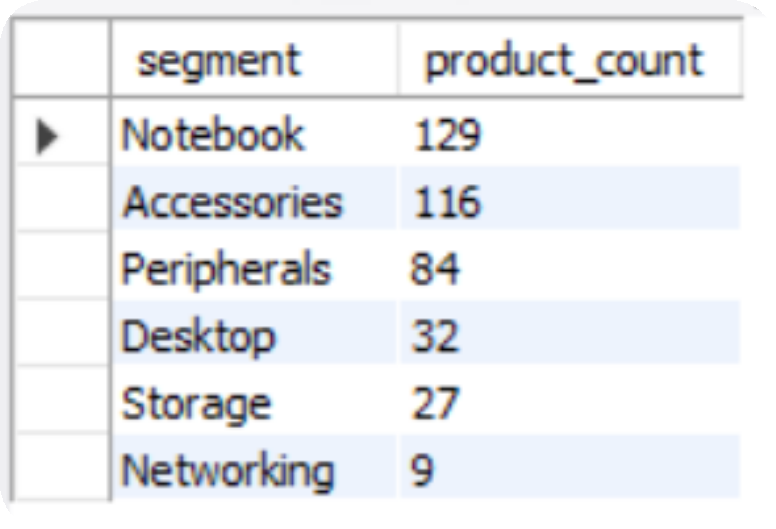 segment product_count
Notebook 129
Accessories 116
Peripherals 84
Desktop 32
Storage 27
Networking 9